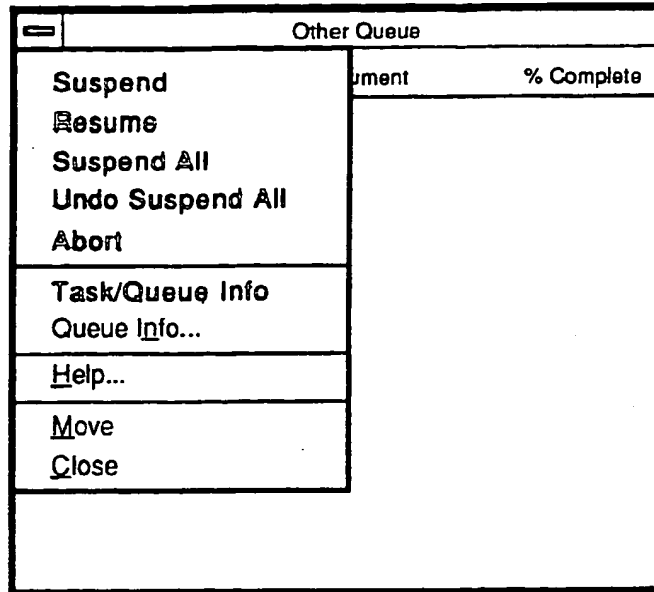 Other Queue
ument % Complete
Suspend
Resume
Suspend All
Undo Suspend All
Abort
Task/Queue Info
Queue Info...
Help...
Move
Close